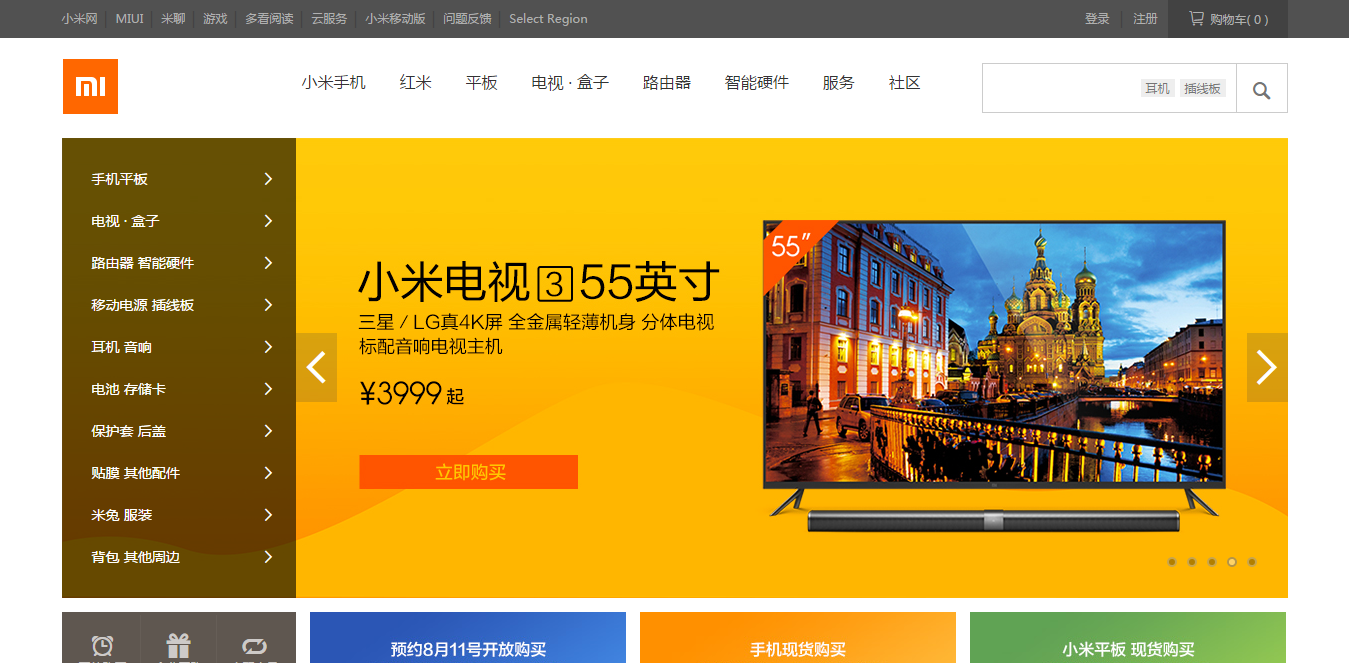 小米网 MIUI 米聊 游戏 多看阅读 云服务 小米移动版 问题反馈 Select Region 登录 注册 购物车( 0 )
mi
小米手机 红米 平板 电视 · 盒子 路由器 智能硬件 服务 社区 耳机 插线板
手机平板
电视 · 盒子
路由器 智能硬件
移动电源 插线板
耳机 音响
电池 存储卡
保护套 后盖
贴膜 其他配件
米兔 服装
背包 其他周边
小米电视 3 55英寸
三星 / LG真4K屏 全金属轻薄机身 分体电视
标配音响电视主机
¥3999 起
立即购买
55”
预约8月11号开放购买
手机现货购买
小米平板 现货购买